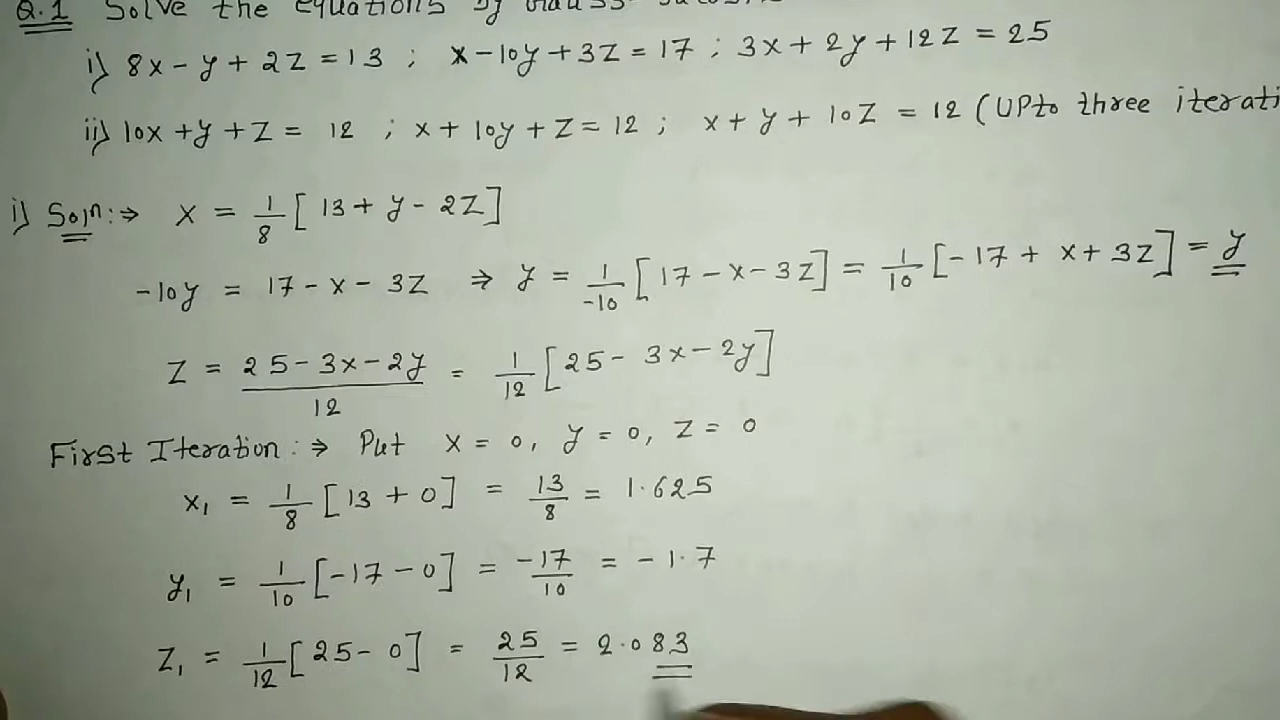 Q.1 Solve the equations by Gauss
i) 8x - y + 2z = 13 ; x - 10y + 3z = 17 ; 3x + 2y + 12z = 25
ii) 10x + y + z = 12 ; x + 10y + z = 12 ; x + y + 10z = 12 (UPto three iterati
i) Soln :⇒ x = 1/8 [13 + y - 2z]
-10y = 17 - x - 3z ⇒ y = 1/-10 [17 - x - 3z] = 1/10 [-17 + x + 3z] = y
z = 25 - 3x - 2y / 12 = 1/12 [25 - 3x - 2y]
First Iteration :⇒ Put x = 0, y = 0, z = 0
x₁ = 1/8 [13 + 0] = 13/8 = 1.625
y₁ = 1/10 [-17 - 0] = -17/10 = -1.7
z₁ = 1/12 [25 - 0] = 25/12 = 2.083